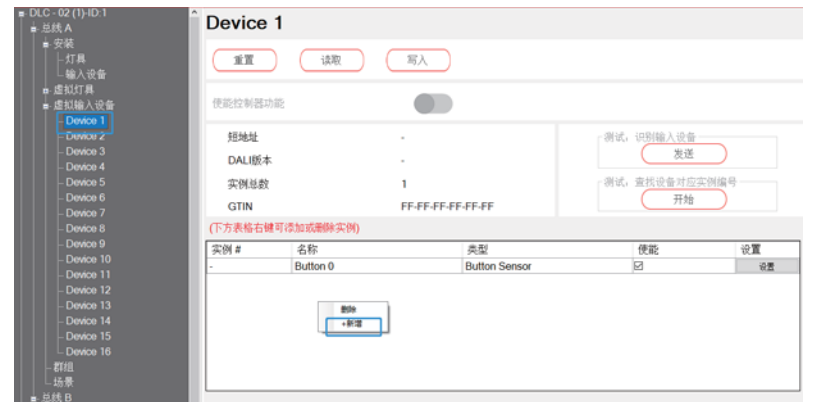 DLC - 02 (1)-ID:1
总线 A
安装
灯具
输入设备
虚拟灯具
虚拟输入设备
Device 1
Device 2
Device 3
Device 4
Device 5
Device 6
Device 7
Device 8
Device 9
Device 10
Device 11
Device 12
Device 13
Device 14
Device 15
Device 16
群组
场景
总线 B
Device 1
重置 读取 写入
使能控制器功能
短地址 -
DALI版本 -
实例总数 1
GTIN FF-FF-FF-FF-FF-FF
测试，识别输入设备
发送
测试，查找设备对应实例编号
开始
(下方表格右键可添加或删除实例)
实例 # 名称 类型 使能 设置
- Button 0 Button Sensor ☑ 设置
删除
+新增